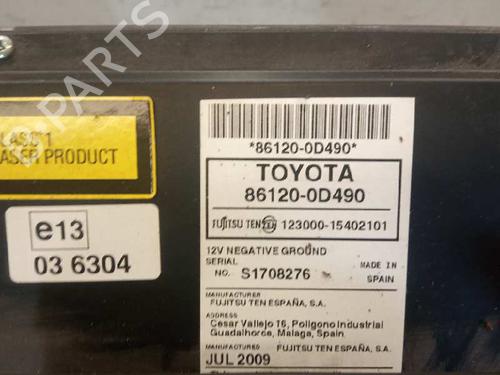 LASS 1
ASER PRODUCT
e13
03 6304
*86120-0D490*
TOYOTA
86120-0D490
FUJITSU TEN TEN 123000-15402101
12V NEGATIVE GROUND
SERIAL
NO. S1708276
MADE IN
SPAIN
MANUFACTURER
FUJITSU TEN ESPAÑA, S.A.
ADDRESS
Cesar Vallejo 16, Poligono Industrial
Guadalhorce, Malaga, Spain
MANUFACTURED FUJITSU TEN ESPAÑA, S.A.
JUL 2009
B-Parts